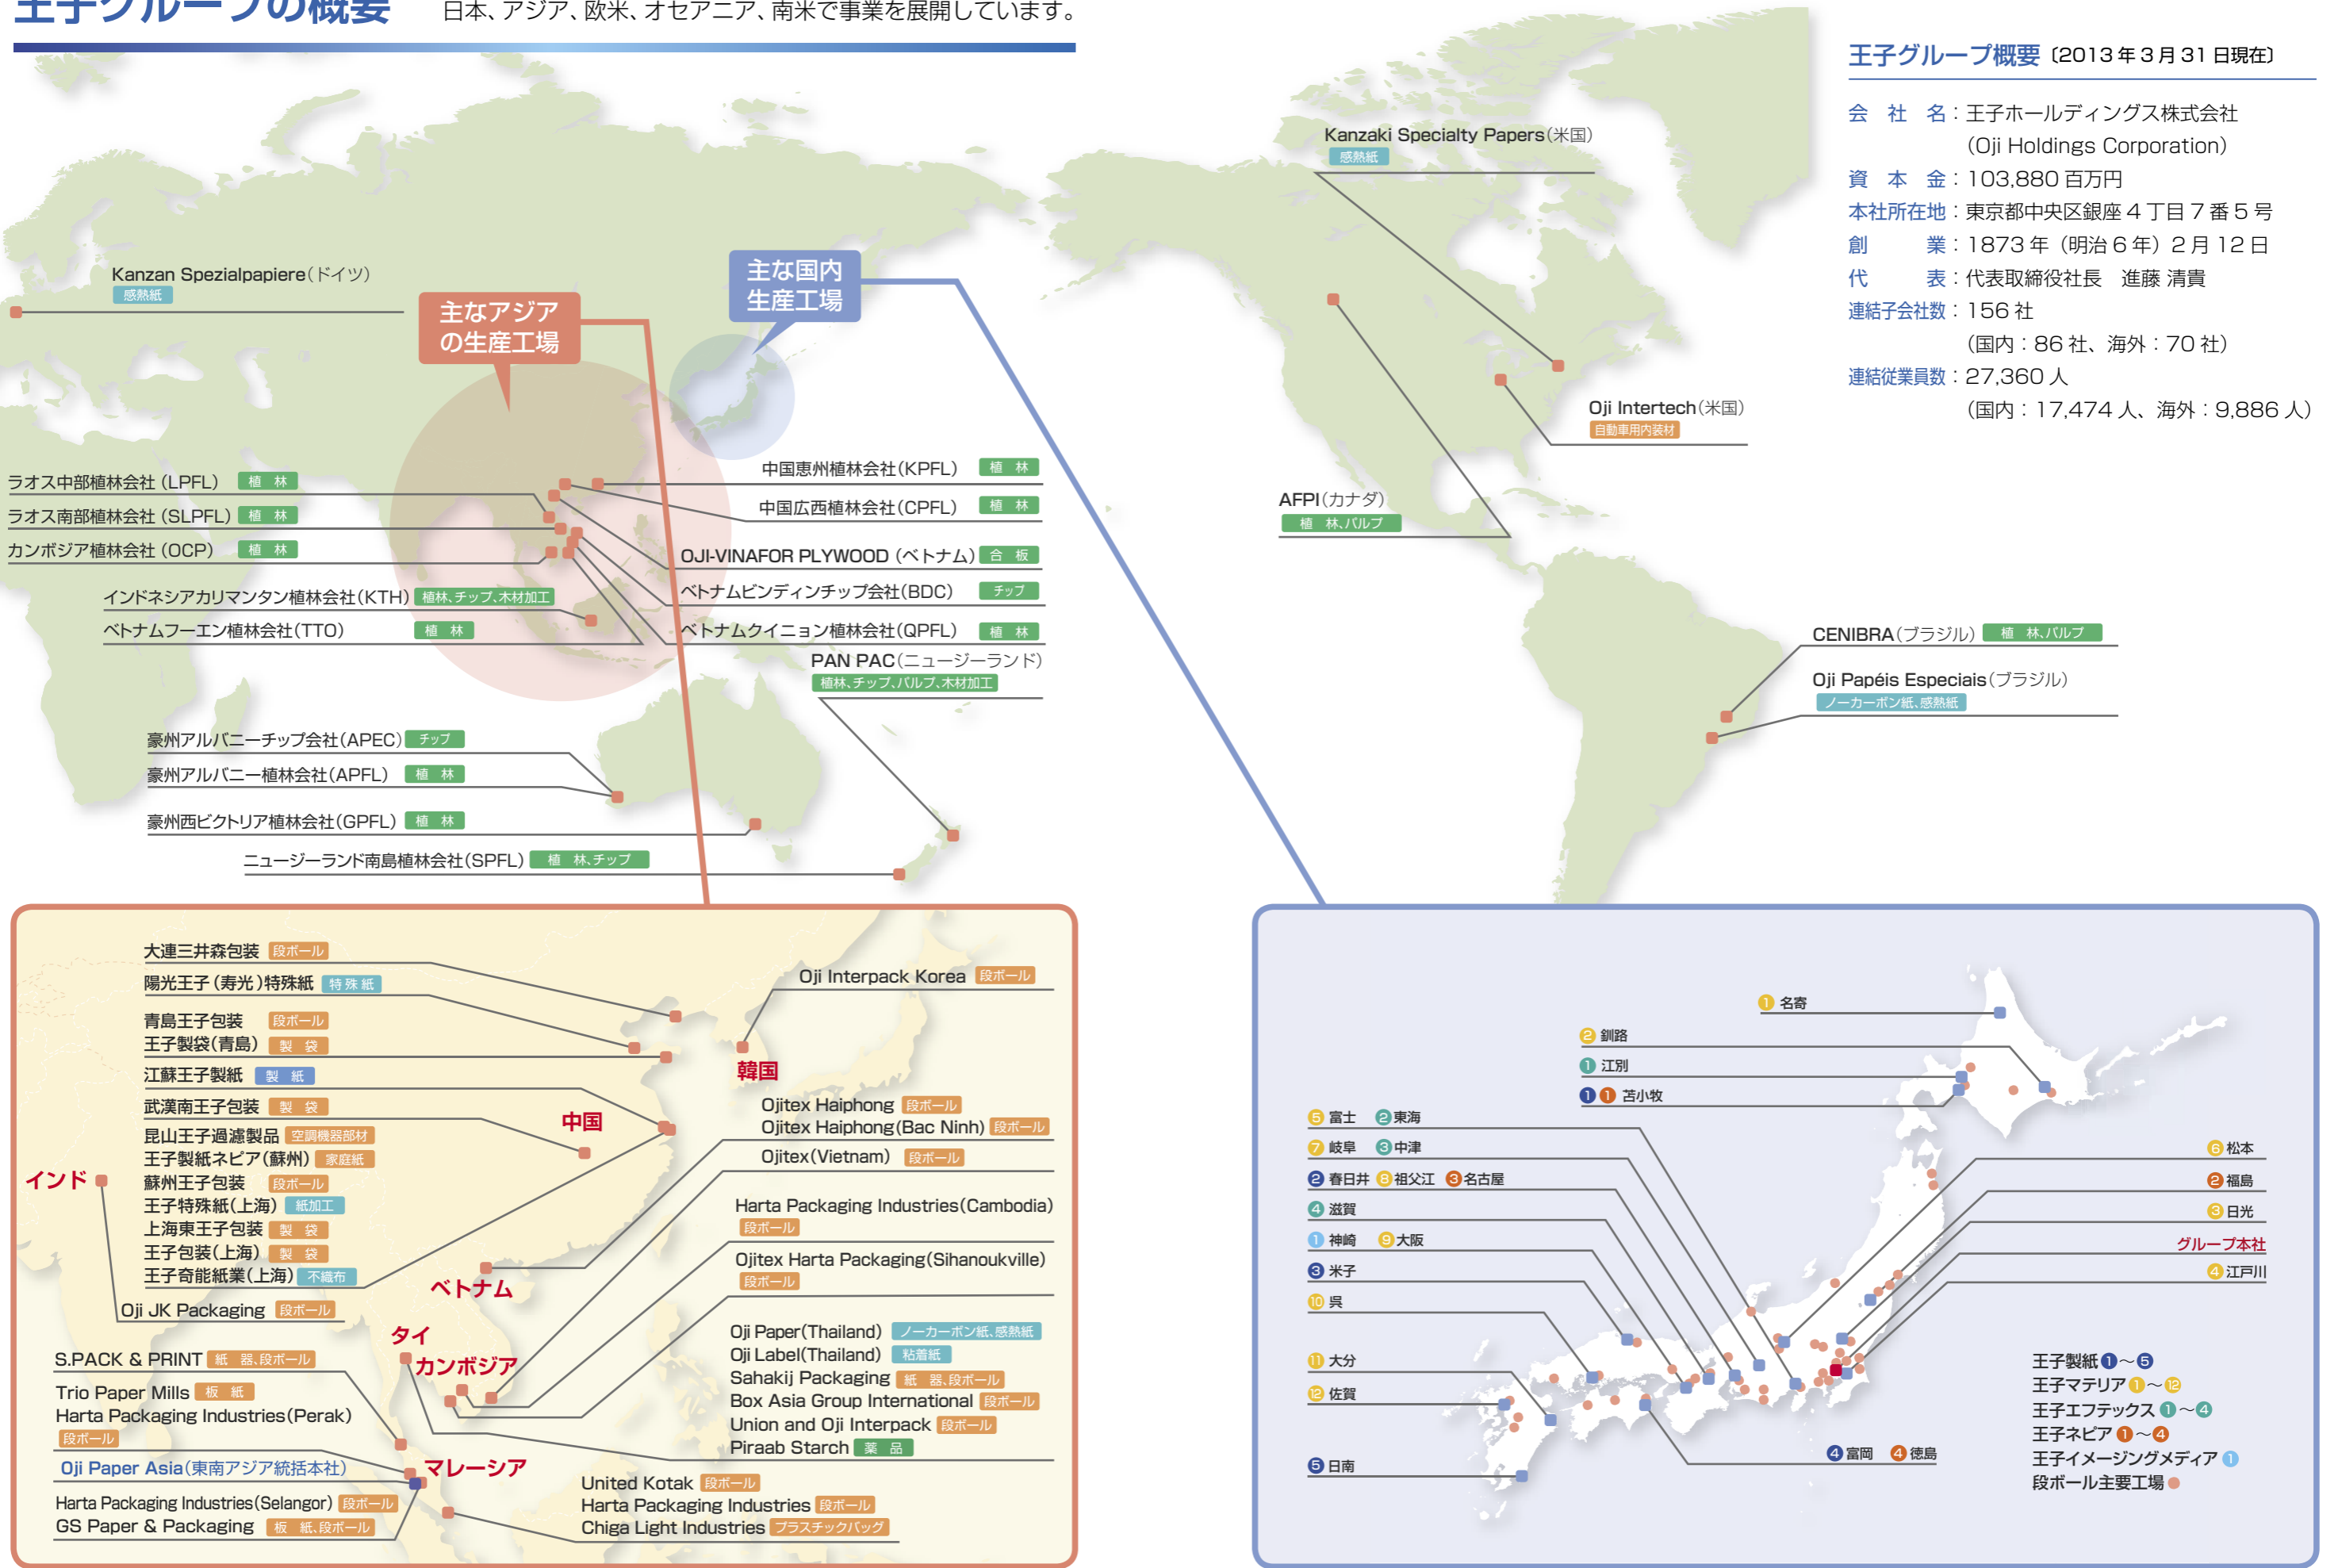 王子グループの概要
日本、アジア、欧米、オセアニア、南米で事業を展開しています。
王子グループ概要〔2013年3月31日現在〕
会社名：王子ホールディングス株式会社
（Oji Holdings Corporation）
資本金：103,880百万円
本社所在地：東京都中央区銀座4丁目7番5号
創業：1873年（明治6年）2月12日
代表：代表取締役社長　進藤 清貴
連結子会社数：156社
（国内：86社、海外：70社）
連結従業員数：27,360人
（国内：17,474人、海外：9,886人）
Kanzaki Specialty Papers（米国）
感熱紙
Kanzan Spezialpapiere（ドイツ）
感熱紙
主なアジア
の生産工場
主な国内
生産工場
Oji Intertech（米国）
自動車用内装材
AFPI（カナダ）
植　林、パルプ
ラオス中部植林会社（LPFL） 植　林
ラオス南部植林会社（SLPFL） 植　林
カンボジア植林会社（OCP） 植　林
インドネシアカリマンタン植林会社（KTH） 植林、チップ、木材加工
ベトナムフーエン植林会社（TTO） 植　林
中国恵州植林会社（KPFL） 植　林
中国広西植林会社（CPFL） 植　林
OJI-VINAFOR PLYWOOD（ベトナム） 合　板
ベトナムビンディンチップ会社（BDC） チップ
ベトナムクイニョン植林会社（QPFL） 植　林
PAN PAC（ニュージーランド）
植林、チップ、パルプ、木材加工
CENIBRA（ブラジル） 植　林、パルプ
Oji Papéis Especiais（ブラジル）
ノーカーボン紙、感熱紙
豪州アルバニーチップ会社（APEC） チップ
豪州アルバニー植林会社（APFL） 植　林
豪州西ビクトリア植林会社（GPFL） 植　林
ニュージーランド南島植林会社（SPFL） 植　林、チップ
大連三井森包装 段ボール
陽光王子（寿光）特殊紙 特殊紙
青島王子包装 段ボール
王子製袋（青島） 製　袋
江蘇王子製紙 製　紙
武漢南王子包装 製　袋
昆山王子過濾製品 空調機器部材
王子製紙ネピア（蘇州） 家庭紙
蘇州王子包装 段ボール
王子特殊紙（上海） 紙加工
上海東王子包装 製　袋
王子包装（上海） 製　袋
王子奇能紙業（上海） 不織布
Oji JK Packaging 段ボール
インド
中国
韓国
ベトナム
タイ
カンボジア
マレーシア
Oji Interpack Korea 段ボール
Ojitex Haiphong 段ボール
Ojitex Haiphong（Bac Ninh） 段ボール
Ojitex（Vietnam） 段ボール
Harta Packaging Industries（Cambodia）
段ボール
Ojitex Harta Packaging（Sihanoukville）
段ボール
Oji Paper（Thailand） ノーカーボン紙、感熱紙
Oji Label（Thailand） 粘着紙
Sahakij Packaging 紙　器、段ボール
Box Asia Group International 段ボール
Union and Oji Interpack 段ボール
Piraab Starch 薬　品
S.PACK & PRINT 紙　器、段ボール
Trio Paper Mills 板　紙
Harta Packaging Industries（Perak）
段ボール
Oji Paper Asia（東南アジア統括本社）
Harta Packaging Industries（Selangor） 段ボール
GS Paper & Packaging 板　紙、段ボール
United Kotak 段ボール
Harta Packaging Industries 段ボール
Chiga Light Industries プラスチックバッグ
① 名寄
② 釧路
① 江別
① ① 苫小牧
⑤ 富士 ② 東海
⑦ 岐阜 ③ 中津
② 春日井 ⑧ 祖父江 ③ 名古屋
④ 滋賀
① 神崎 ⑨ 大阪
③ 米子
⑩ 呉
⑪ 大分
⑫ 佐賀
⑤ 日南
⑥ 松本
② 福島
③ 日光
グループ本社
④ 江戸川
④ 富岡 ④ 徳島
王子製紙 ①～⑤
王子マテリア ①～⑫
王子エフテックス ①～④
王子ネピア ①～④
王子イメージングメディア ①
段ボール主要工場